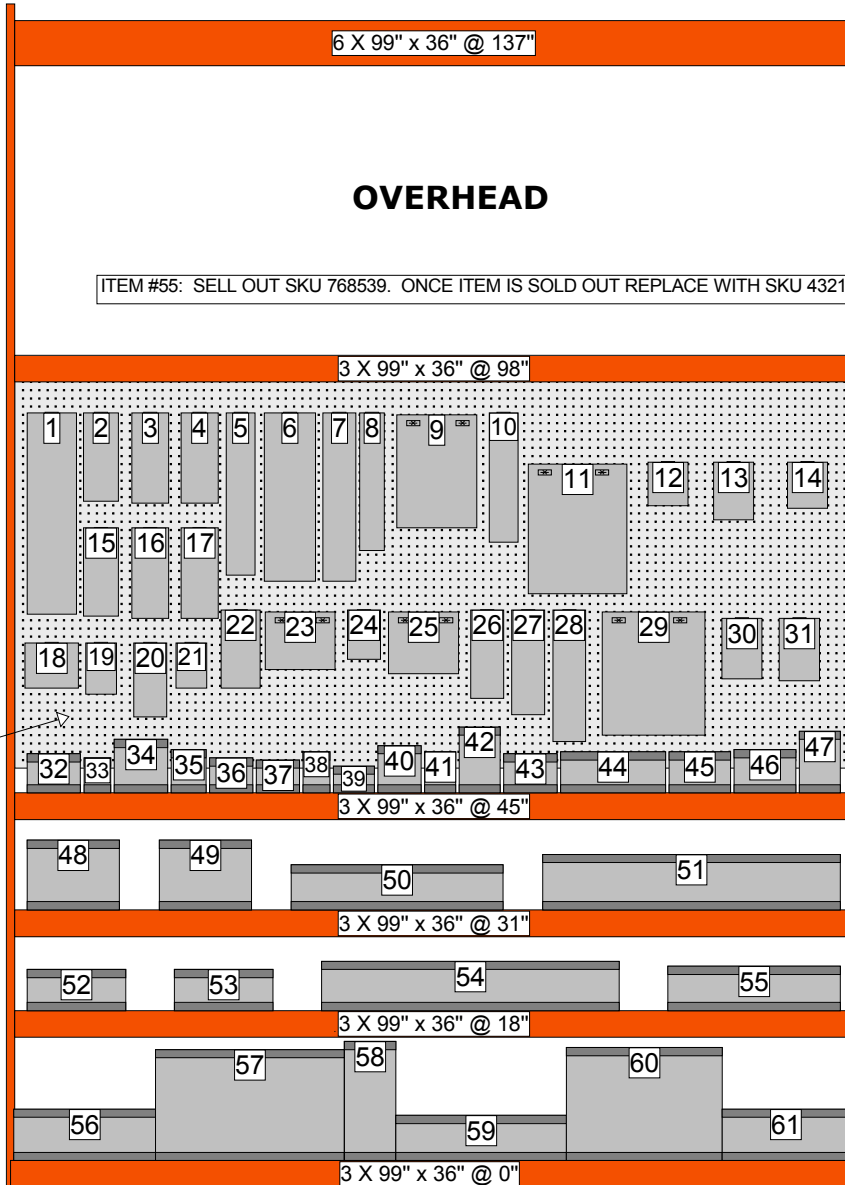 6 X 99" x 36" @ 137"
OVERHEAD
ITEM #55: SELL OUT SKU 768539. ONCE ITEM IS SOLD OUT REPLACE WITH SKU 4321
3 X 99" x 36" @ 98"
1 2 3 4 5 6 7 8 9 10
11 12 13 14
15 16 17
22 23 24 25 26 27 28 29 30 31
18 19 20 21
32 33 34 35 36 37 38 39 40 41 42 43 44 45 46 47
3 X 99" x 36" @ 45"
48 49 50 51
3 X 99" x 36" @ 31"
52 53 54 55
3 X 99" x 36" @ 18"
56 57 58 59 60 61
3 X 99" x 36" @ 0"